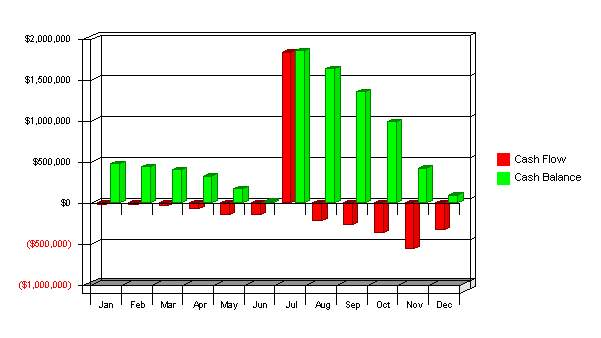 $2,000,000
$1,500,000
$1,000,000
$500,000
$0
($500,000)
($1,000,000)
Jan Feb Mar Apr May Jun Jul Aug Sep Oct Nov Dec
Cash Flow
Cash Balance